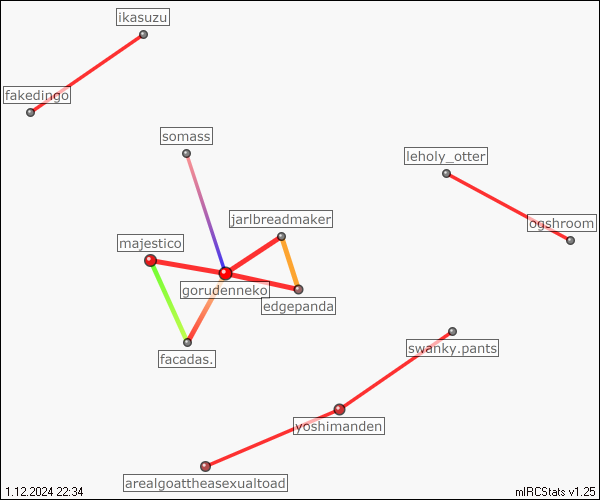 ikasuzu
fakedingo
somass
leholy_otter
jarlbreadmaker
ogshroom
majestico
gorudenneko
edgepanda
facadas.
swanky.pants
yoshimanden
arealgoattheasexualtoad
1.12.2024 22:34
mIRCStats v1.25